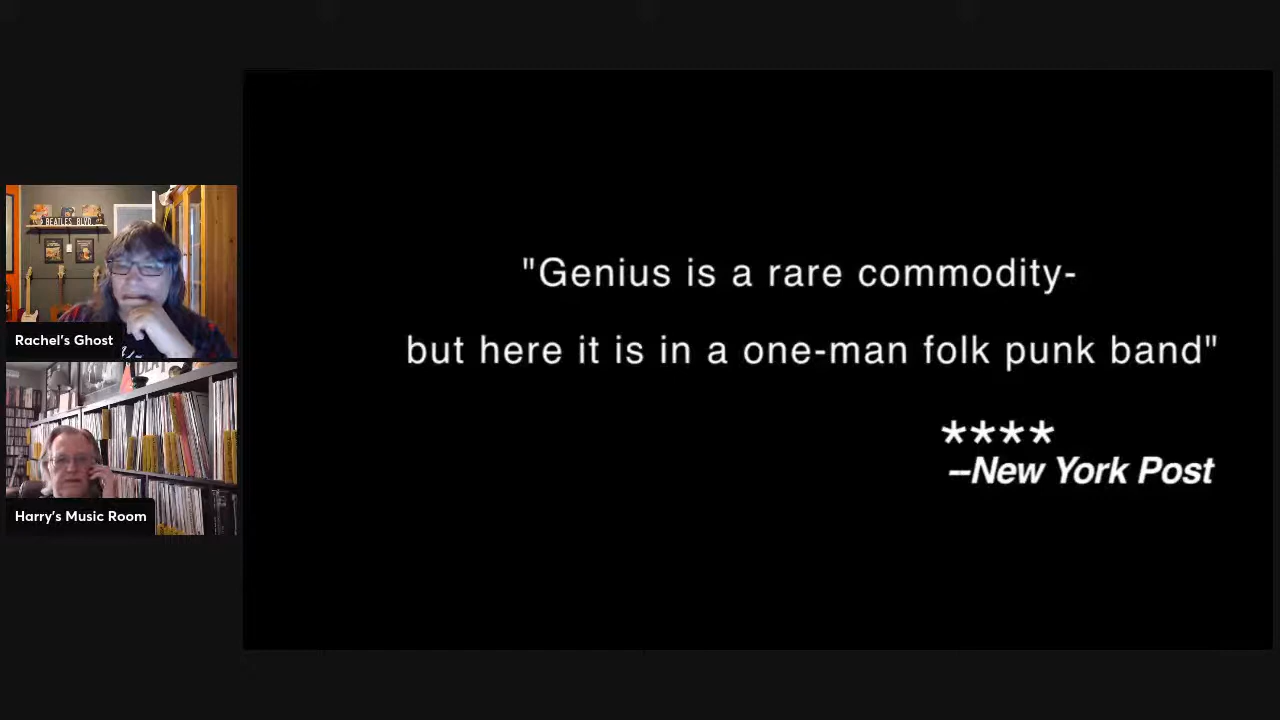 BEATLES BLVD
Rachel's Ghost
Harry's Music Room
"Genius is a rare commodity-
but here it is in a one-man folk punk band"
****
--New York Post